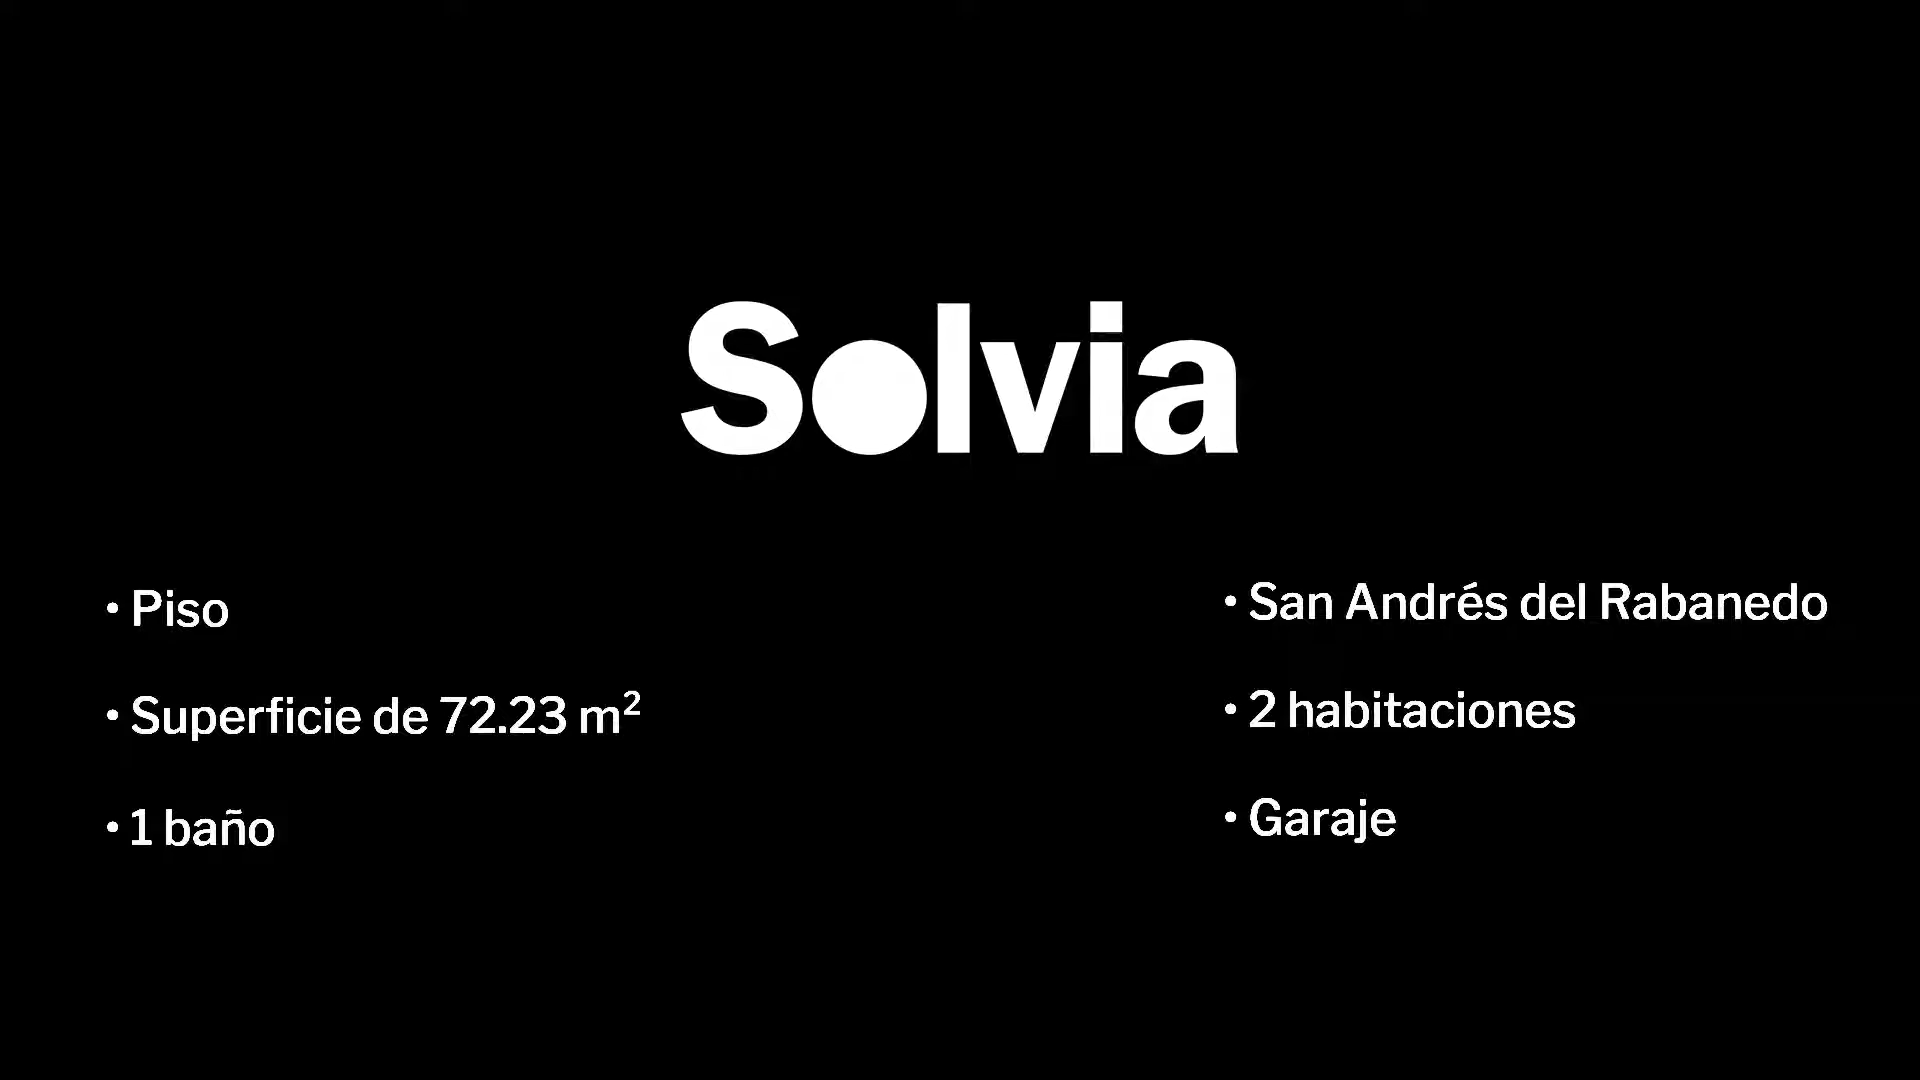 Solvia
• Piso
• Superficie de 72.23 m²
• 1 baño
• San Andrés del Rabanedo
• 2 habitaciones
• Garaje